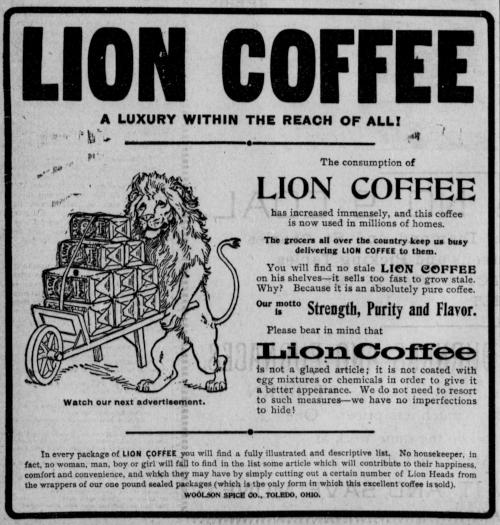 LION COFFEE
A LUXURY WITHIN THE REACH OF ALL!
The consumption of
LION COFFEE
has increased immensely, and this coffee
is now used in millions of homes.
The grocers all over the country keep us busy
delivering LION COFFEE to them.
You will find no stale LION COFFEE
on his shelves—it sells too fast to grow stale.
Why? Because it is an absolutely pure coffee.
Our motto is Strength, Purity and Flavor.
Please bear in mind that
Lion Coffee
is not a glazed article; it is not coated with
egg mixtures or chemicals in order to give it
a better appearance. We do not need to resort
to such measures—we have no imperfections
to hide!
Watch our next advertisement.
In every package of LION COFFEE you will find a fully illustrated and descriptive list. No housekeeper, in
fact, no woman, man, boy or girl will fail to find in the list some article which will contribute to their happiness,
comfort and convenience, and which they may have by simply cutting out a certain number of Lion Heads from
the wrappers of our one pound sealed packages (which is the only form in which this excellent coffee is sold).
WOOLSON SPICE CO., TOLEDO, OHIO.